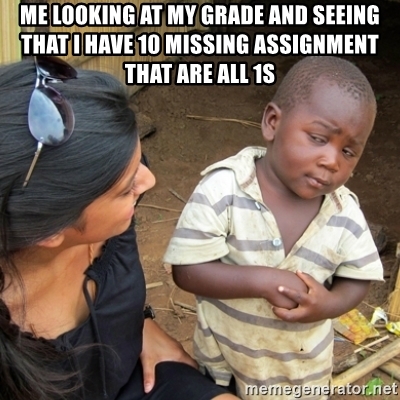 ME LOOKING AT MY GRADE AND SEEING
THAT I HAVE 10 MISSING ASSIGNMENT
THAT ARE ALL 1S
memegenerator.net